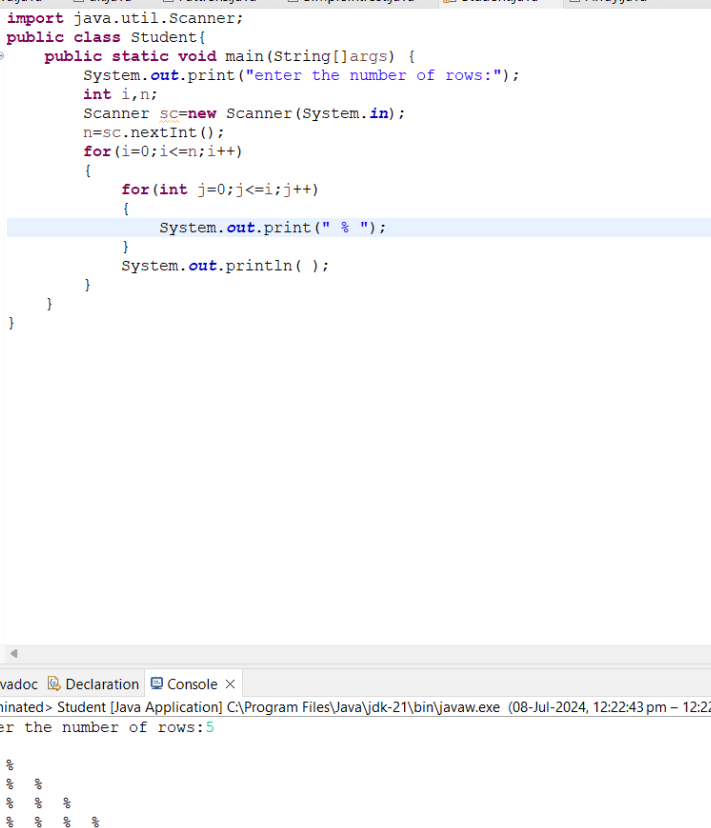 import java.util.Scanner;
public class Student{
public static void main(String[]args) {
System.out.print("enter the number of rows:");
int i,n;
Scanner sc=new Scanner(System.in);
n=sc.nextInt();
for(i=0;i<=n;i++)
{
for(int j=0;j<=i;j++)
{
System.out.print(" % ");
}
System.out.println( );
}
}
}
vadoc Declaration Console
minated> Student [Java Application] C:\Program Files\Java\jdk-21\bin\javaw.exe (08-Jul-2024, 12:22:43 pm – 12:22
er the number of rows:5
%
% %
% % %
% % % %